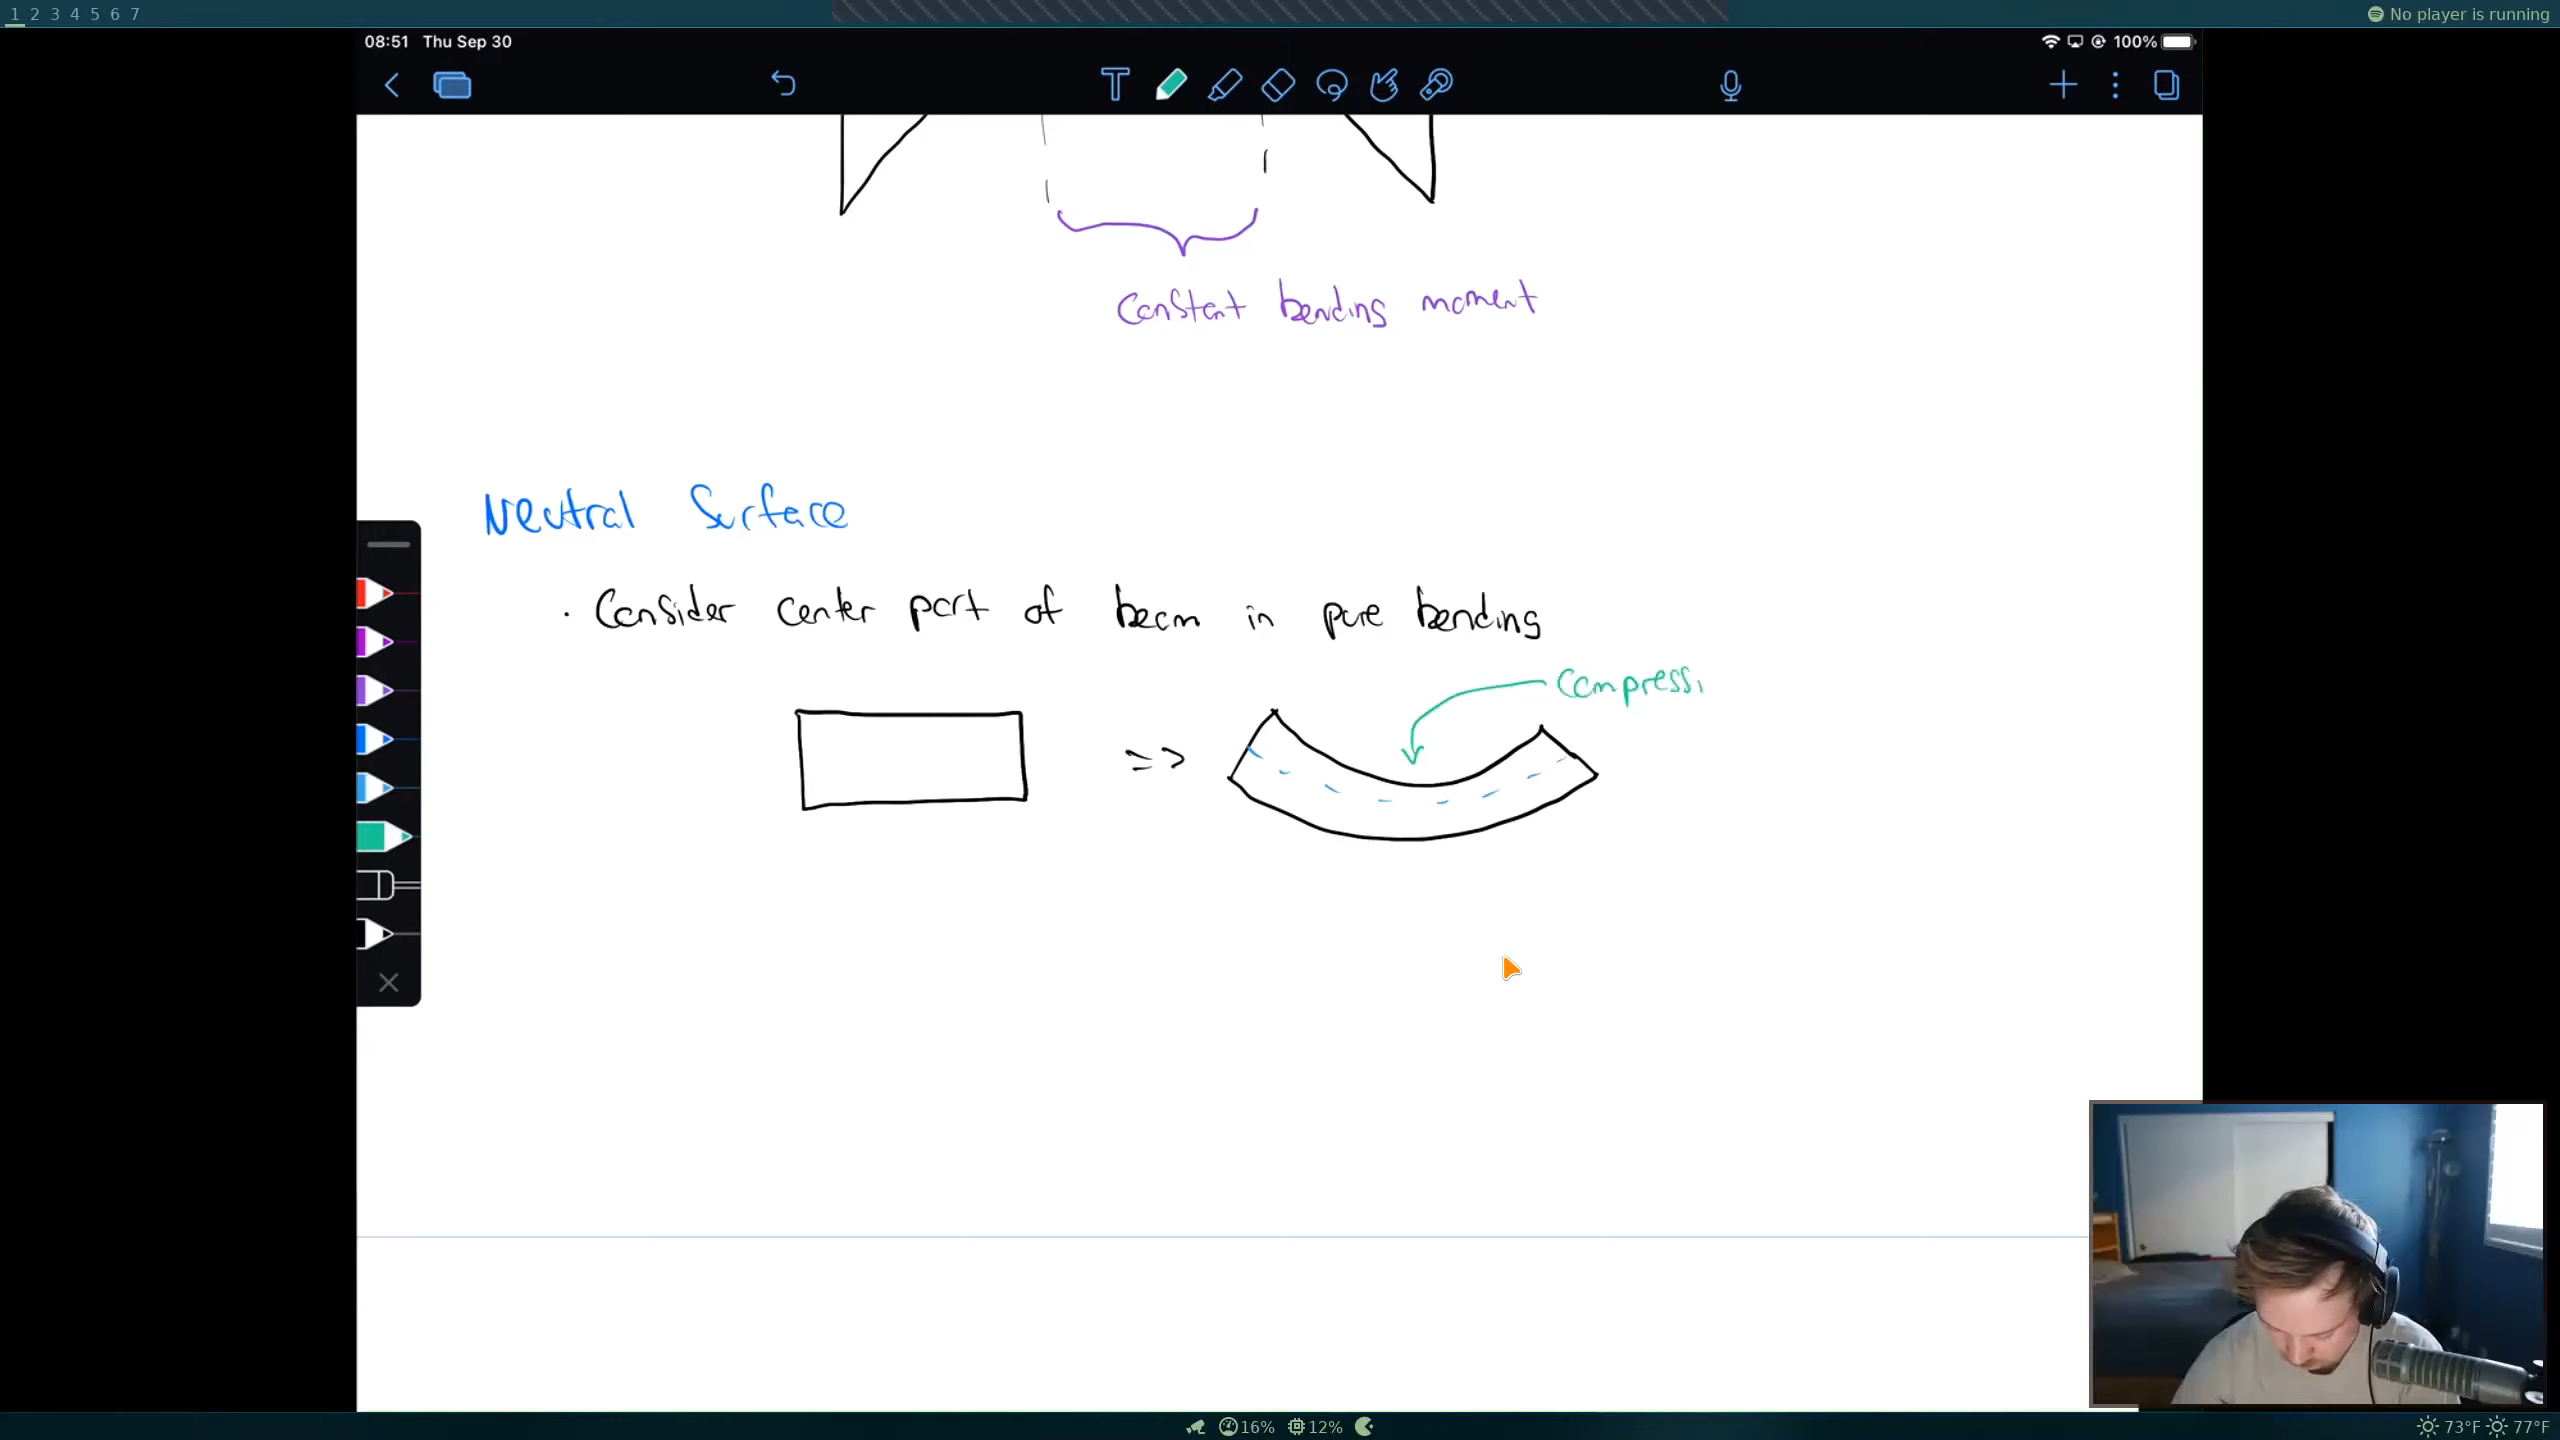 1 2 3 4 5 6 7
No player is running
08:51 Thu Sep 30
100%
T
Constant bending moment
Neutral Surface
· Consider center part of beam in pure bending
Compressi
=>
16% 12%
73°F 77°F